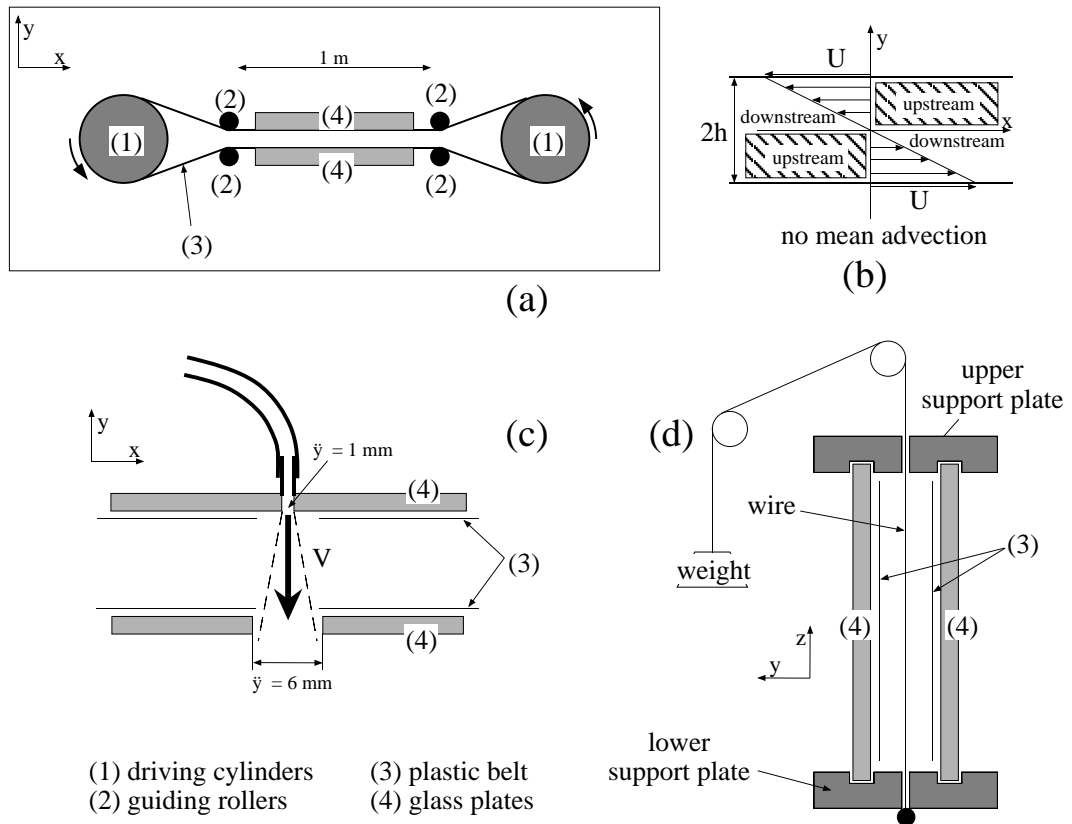 y
x
1 m
(2)
(2)
(1)
(4)
(1)
(4)
(2)
(2)
(3)
(a)
y
U
upstream
downstream
x
2h
downstream
upstream
U
no mean advection
(b)
y
x
(c)
ÿ = 1 mm
(4)
V
(3)
(4)
ÿ = 6 mm
(d)
upper
support plate
wire
(3)
weight
(4)
(4)
z
y
lower
support plate
(1) driving cylinders
(3) plastic belt
(2) guiding rollers
(4) glass plates